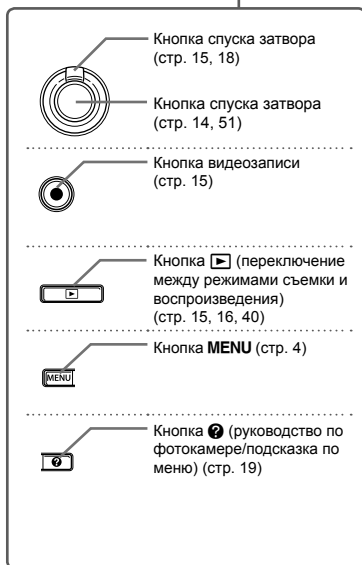 Кнопка спуска затвора
(стр. 15, 18)
Кнопка спуска затвора
(стр. 14, 51)
Кнопка видеозаписи
(стр. 15)
Кнопка ▶ (переключение
между режимами съемки и
воспроизведения)
(стр. 15, 16, 40)
Кнопка MENU (стр. 4)
MENU
Кнопка ? (руководство по
фотокамере/подсказка по
меню) (стр. 19)
?